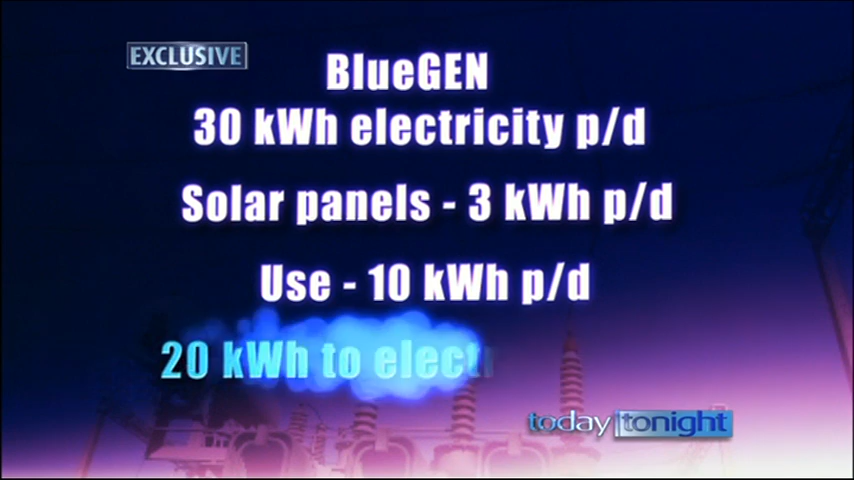 EXCLUSIVE
BlueGEN
30 kWh electricity p/d
Solar panels - 3 kWh p/d
Use - 10 kWh p/d
20 kWh to
today tonight